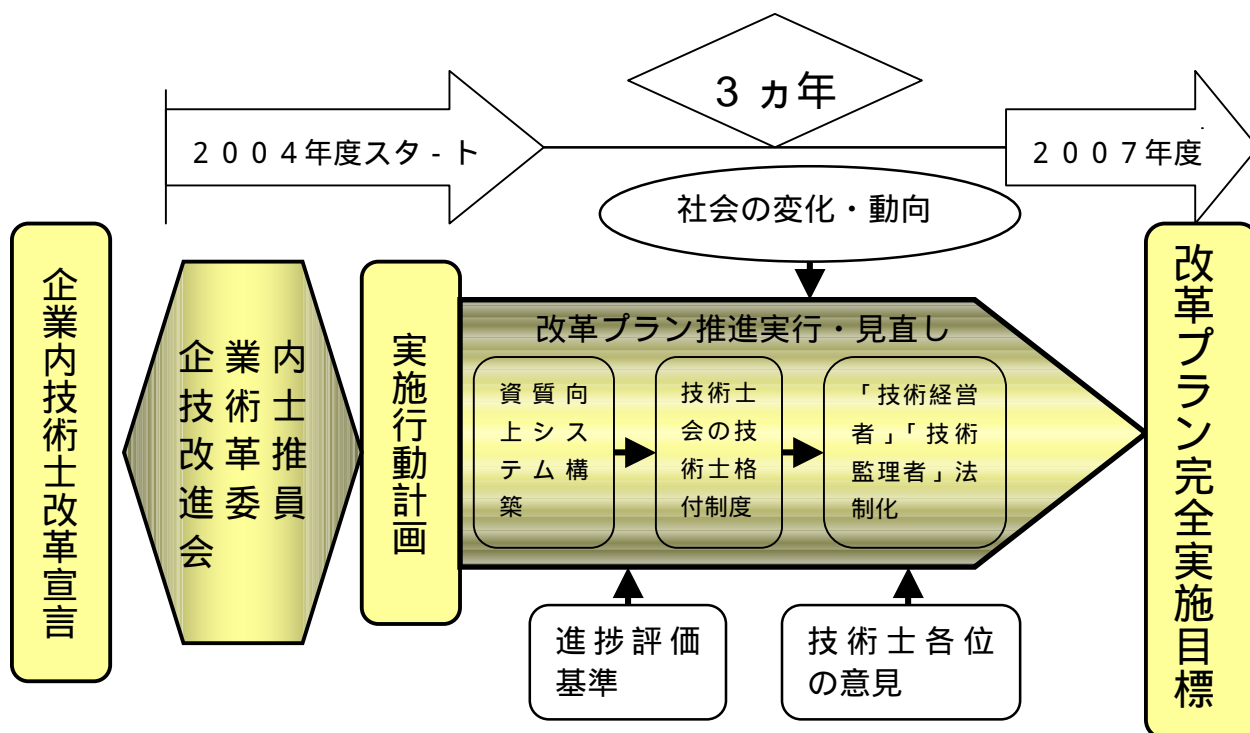 3 ヵ年
2004年度スタ-ト
2007年度
社会の変化・動向
企業内技術士改革宣言
企業内
技術士
改革推
進委員
会
実施行動計画
改革プラン推進実行・見直し
資質向
上シス
テム構
築
技術士
会の技
術士格
付制度
「技術経営
者」「技術
監理者」法
制化
改革プラン完全実施目標
進捗評価
基準
技術士各位
の意見